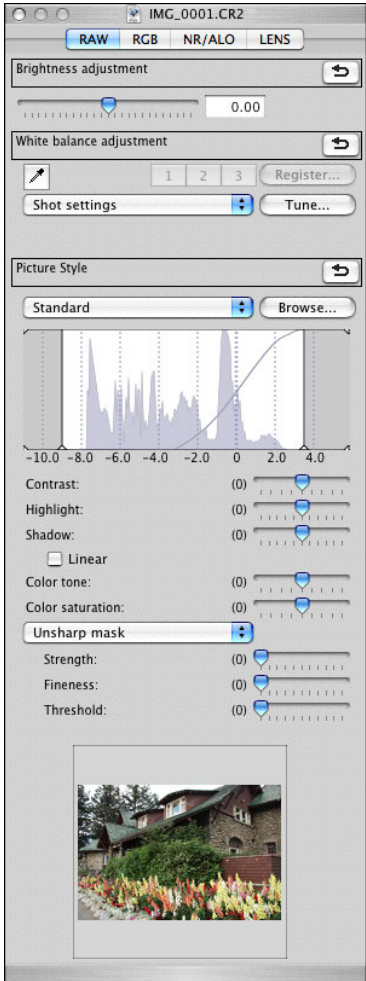 IMG_0001.CR2
RAW RGB NR/ALO LENS
Brightness adjustment
0.00
White balance adjustment
1 2 3 Register...
Shot settings Tune...
Picture Style
Standard Browse...
-10.0 -8.0 -6.0 -4.0 -2.0 0 2.0 4.0
Contrast: (0)
Highlight: (0)
Shadow: (0)
Linear
Color tone: (0)
Color saturation: (0)
Unsharp mask
Strength: (0)
Fineness: (0)
Threshold: (0)